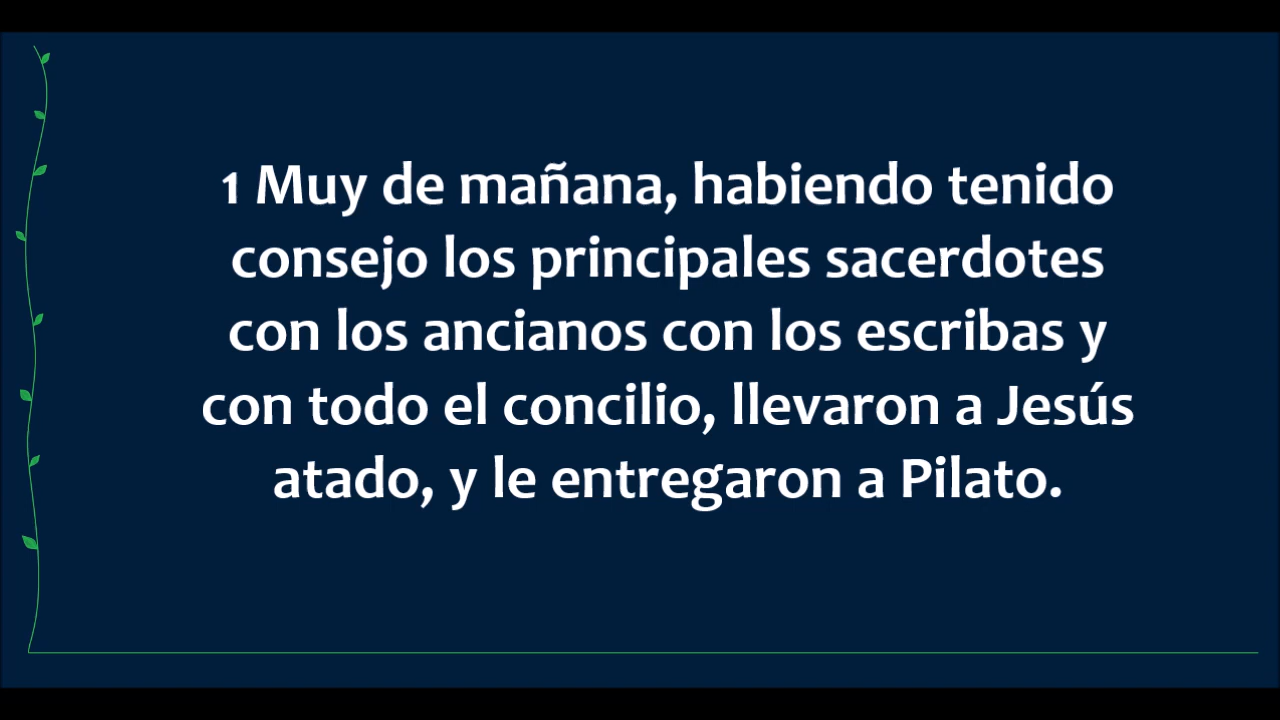 1 Muy de mañana, habiendo tenido
consejo los principales sacerdotes
con los ancianos con los escribas y
con todo el concilio, llevaron a Jesús
atado, y le entregaron a Pilato.